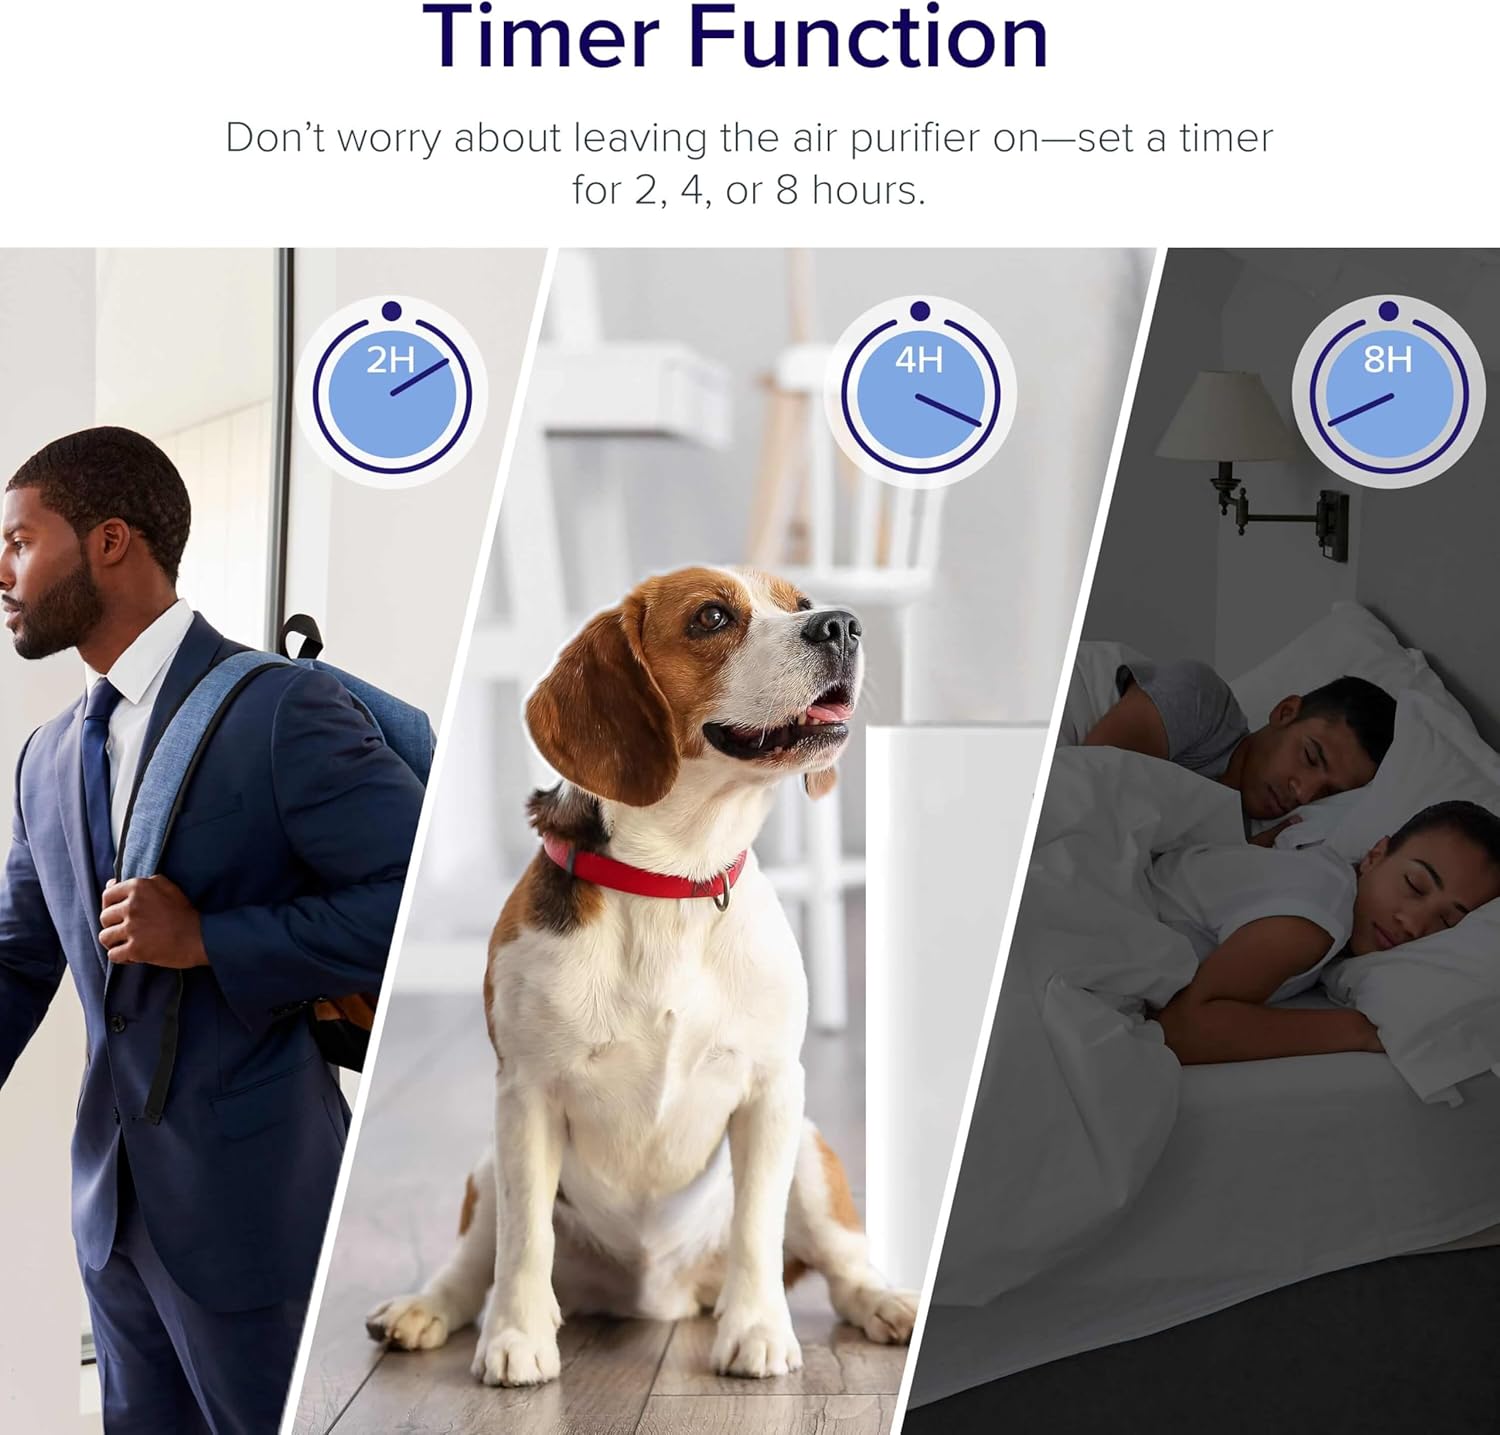 Timer Function
Don’t worry about leaving the air purifier on—set a timer
for 2, 4, or 8 hours.
2H
4H
8H